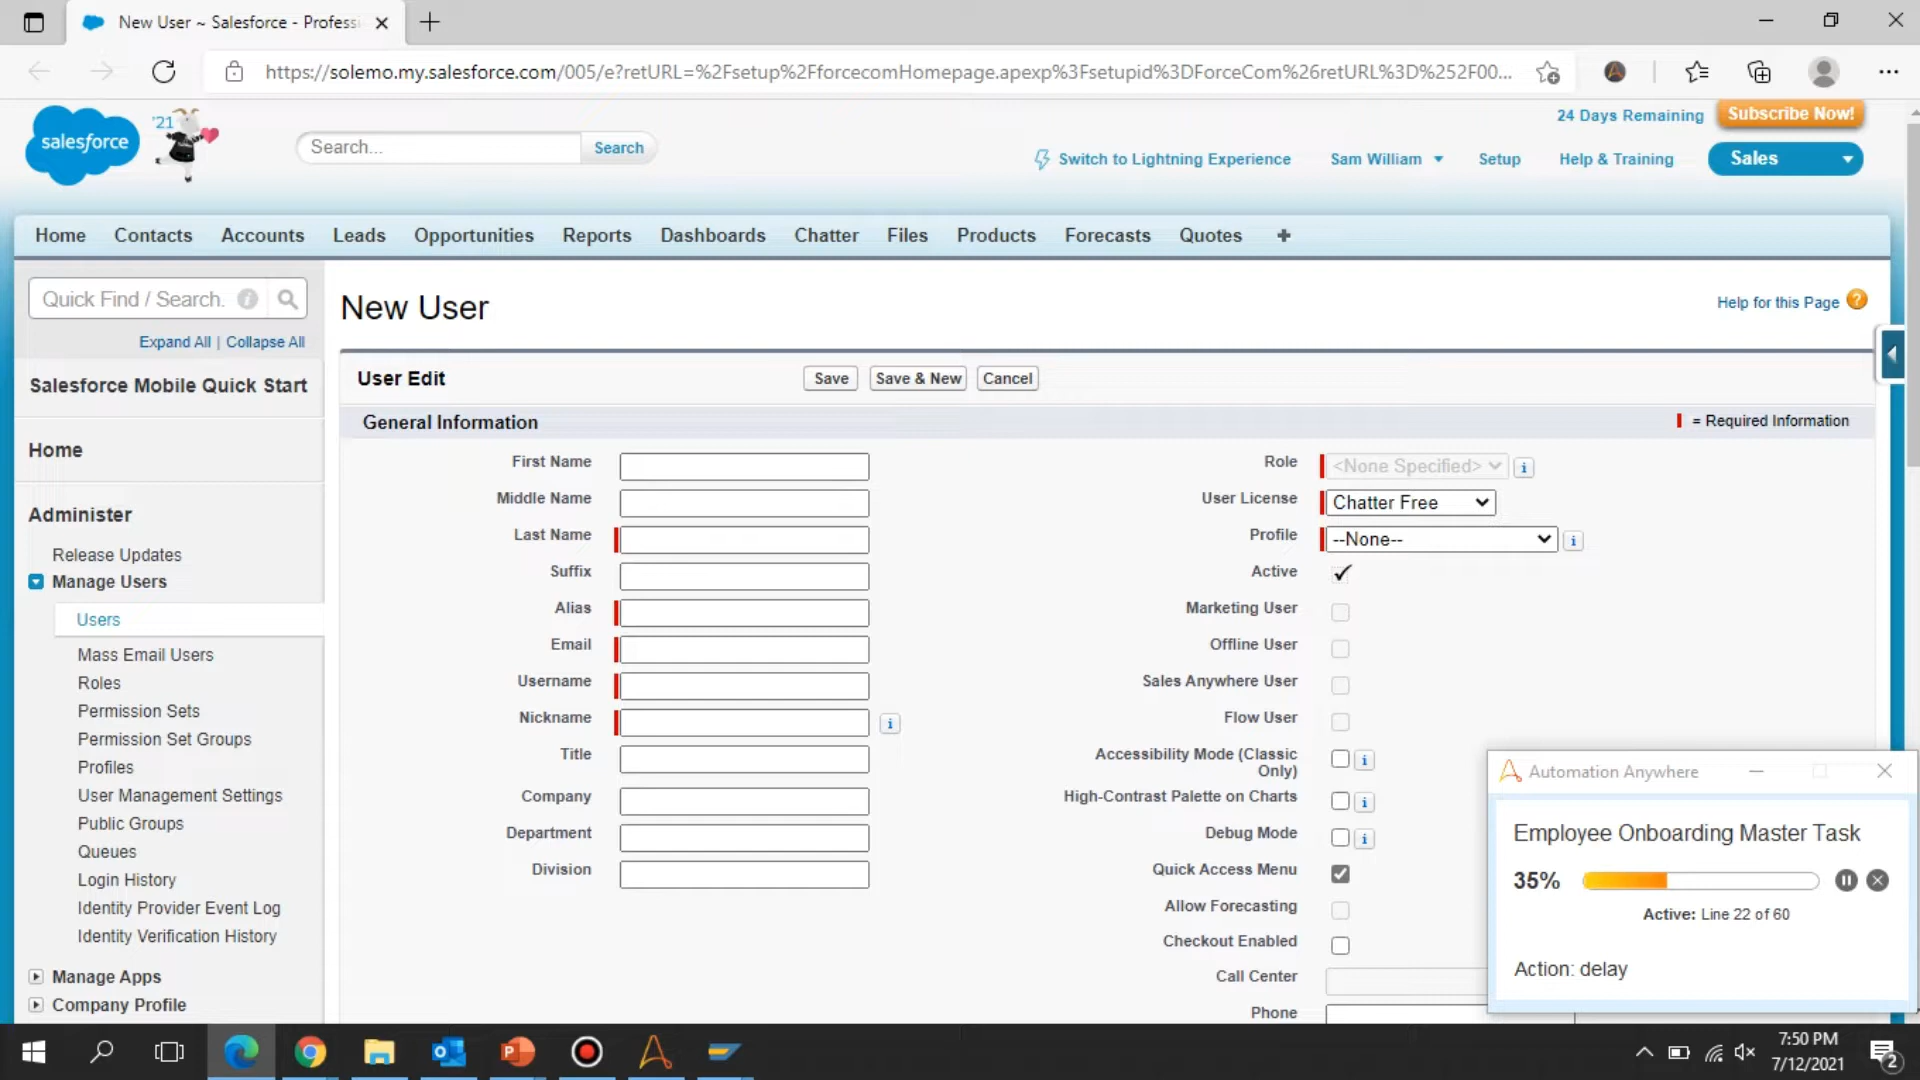 New User ~ Salesforce - Professi
https://solemo.my.salesforce.com/005/e?retURL=%2Fsetup%2FforcecomHomepage.apexp%3Fsetupid%3DForceCom%26retURL%3D%252F00...
salesforce
'21
Search...
Search
24 Days Remaining
Subscribe Now!
Switch to Lightning Experience
Sam William
Setup
Help & Training
Sales
Home Contacts Accounts Leads Opportunities Reports Dashboards Chatter Files Products Forecasts Quotes +
Quick Find / Search.
Expand All | Collapse All
Salesforce Mobile Quick Start
Home
Administer
Release Updates
Manage Users
Users
Mass Email Users
Roles
Permission Sets
Permission Set Groups
Profiles
User Management Settings
Public Groups
Queues
Login History
Identity Provider Event Log
Identity Verification History
Manage Apps
Company Profile
New User
Help for this Page ?
User Edit
Save
Save & New
Cancel
General Information
= Required Information
First Name
Middle Name
Last Name
Suffix
Alias
Email
Username
Nickname
Title
Company
Department
Division
Role
<None Specified>
User License
Chatter Free
Profile
--None--
Active
Marketing User
Offline User
Sales Anywhere User
Flow User
Accessibility Mode (Classic
Only)
High-Contrast Palette on Charts
Debug Mode
Quick Access Menu
Allow Forecasting
Checkout Enabled
Call Center
Phone
Automation Anywhere
Employee Onboarding Master Task
35%
Active: Line 22 of 60
Action: delay
7:50 PM
7/12/2021
2